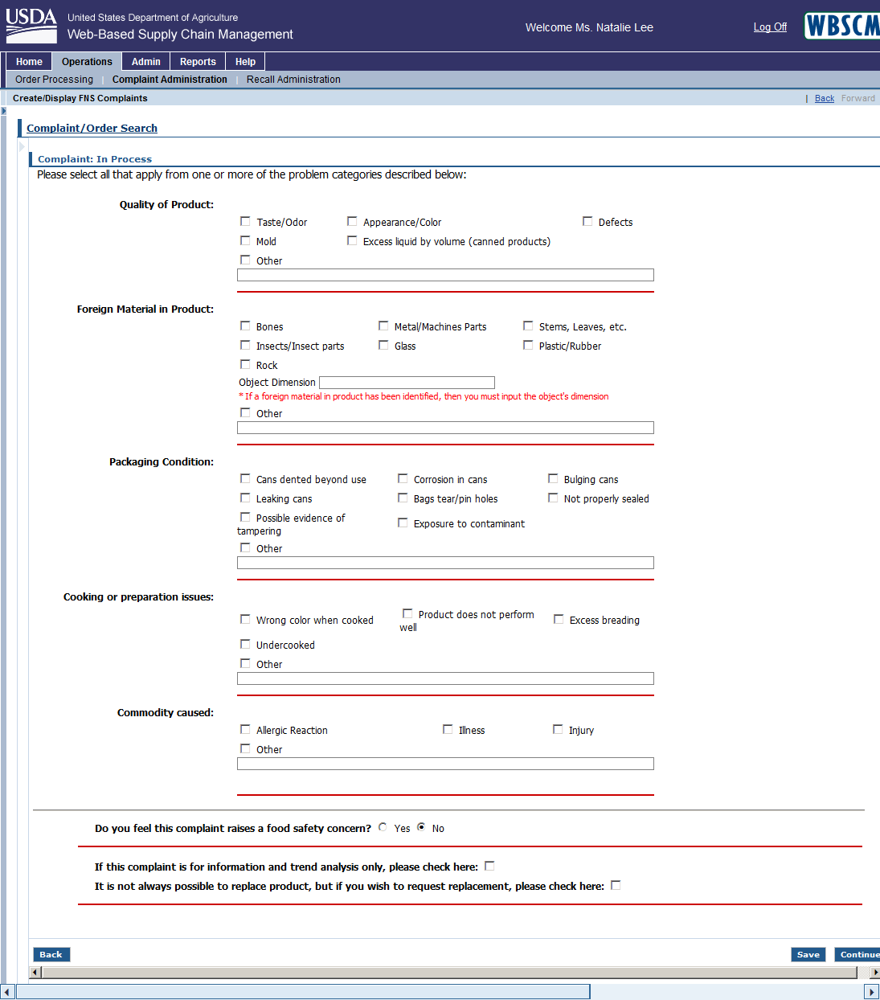 USDA
United States Department of Agriculture
Web-Based Supply Chain Management
Welcome Ms. Natalie Lee
Log Off
WBSCM
Home Operations Admin Reports Help
Order Processing | Complaint Administration | Recall Administration
Create/Display FNS Complaints
| Back Forward
Complaint/Order Search
Complaint: In Process
Please select all that apply from one or more of the problem categories described below:
Quality of Product:
Taste/Odor Appearance/Color Defects
Mold Excess liquid by volume (canned products)
Other
Foreign Material in Product:
Bones Metal/Machines Parts Stems, Leaves, etc.
Insects/Insect parts Glass Plastic/Rubber
Rock
Object Dimension
* If a foreign material in product has been identified, then you must input the object's dimension
Other
Packaging Condition:
Cans dented beyond use Corrosion in cans Bulging cans
Leaking cans Bags tear/pin holes Not properly sealed
Possible evidence of
tampering
Exposure to contaminant
Other
Cooking or preparation issues:
Wrong color when cooked
Product does not perform
well
Excess breading
Undercooked
Other
Commodity caused:
Allergic Reaction Illness Injury
Other
Do you feel this complaint raises a food safety concern? Yes No
If this complaint is for information and trend analysis only, please check here:
It is not always possible to replace product, but if you wish to request replacement, please check here:
Back Save Continue